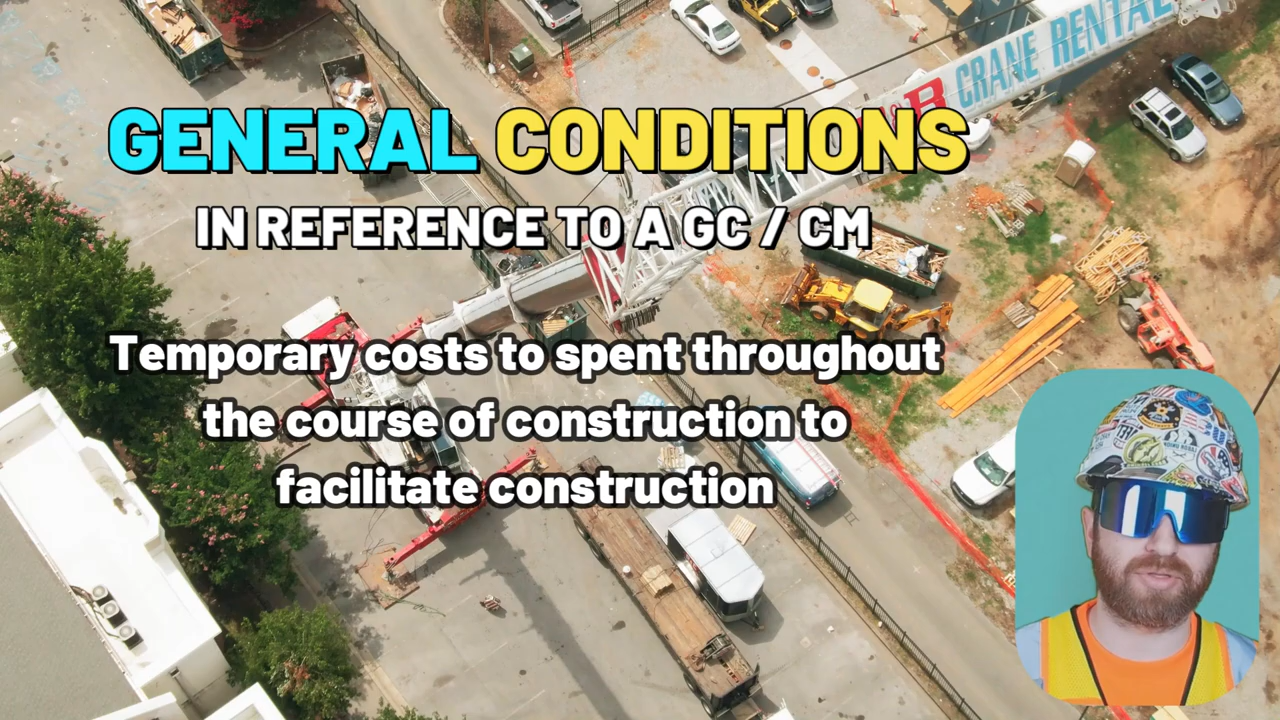 CRANE RENTAL
GENERAL CONDITIONS
IN REFERENCE TO A GC / CM
Temporary costs to spent throughout
the course of construction to
facilitate construction